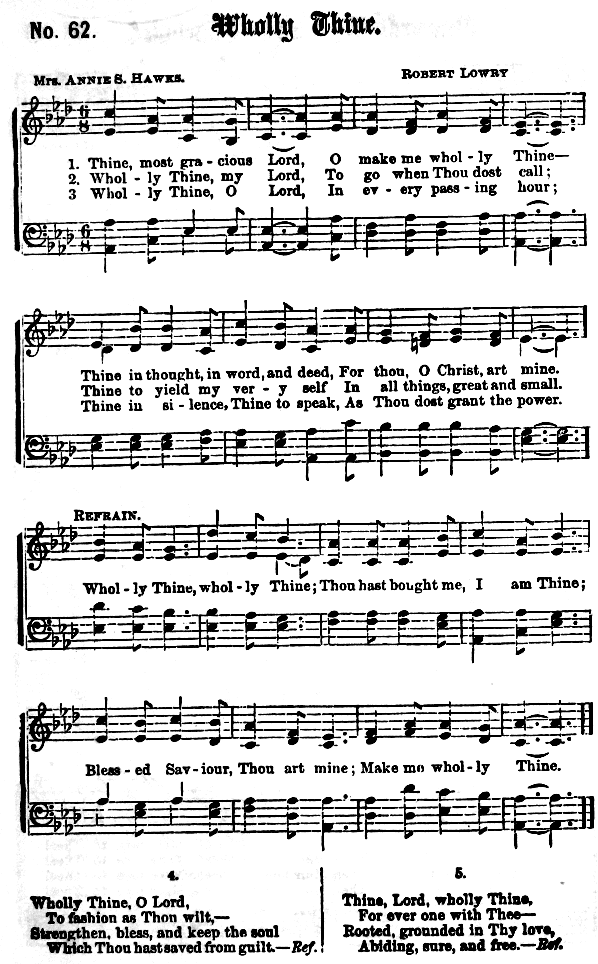 No. 62.
Wholly Thine.
Mrs. ANNIE S. HAWKS.
ROBERT LOWRY
1. Thine, most gra - cious Lord, O make me whol - ly Thine—
2. Whol - ly Thine, my Lord, To go when Thou dost call;
3 Whol - ly Thine, O Lord, In ev - ery pass - ing hour;
Thine in thought, in word, and deed, For thou, O Christ, art mine.
Thine to yield my ver - y self In all things, great and small.
Thine in si - lence, Thine to speak, As Thou dost grant the power.
REFRAIN.
Whol - ly Thine, whol - ly Thine; Thou hast bought me, I am Thine;
Bless - ed Sav - iour, Thou art mine; Make me whol - ly Thine.
4.
Wholly Thine, O Lord,
To fashion as Thou wilt,—
Strengthen, bless, and keep the soul
Which Thou hast saved from guilt.—Ref.
5.
Thine, Lord, wholly Thine,
For ever one with Thee—
Rooted, grounded in Thy love,
Abiding, sure, and free.—Ref.